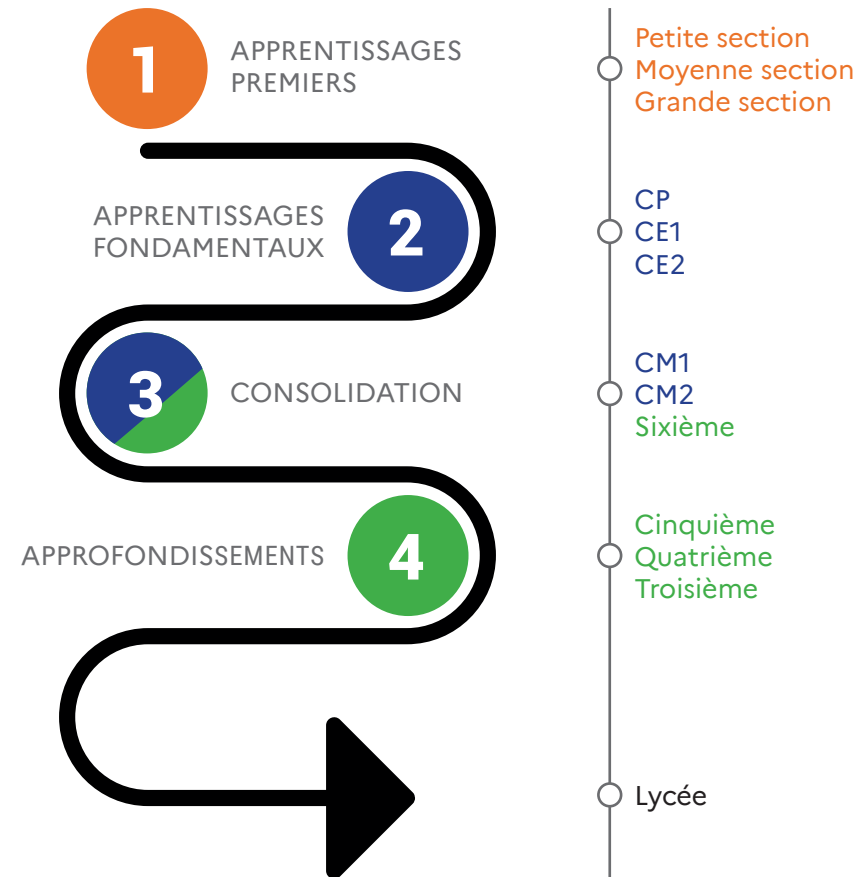 1
APPRENTISSAGES
PREMIERS
Petite section
Moyenne section
Grande section
APPRENTISSAGES
FONDAMENTAUX
2
CP
CE1
CE2
3
CONSOLIDATION
CM1
CM2
Sixième
APPROFONDISSEMENTS
4
Cinquième
Quatrième
Troisième
Lycée